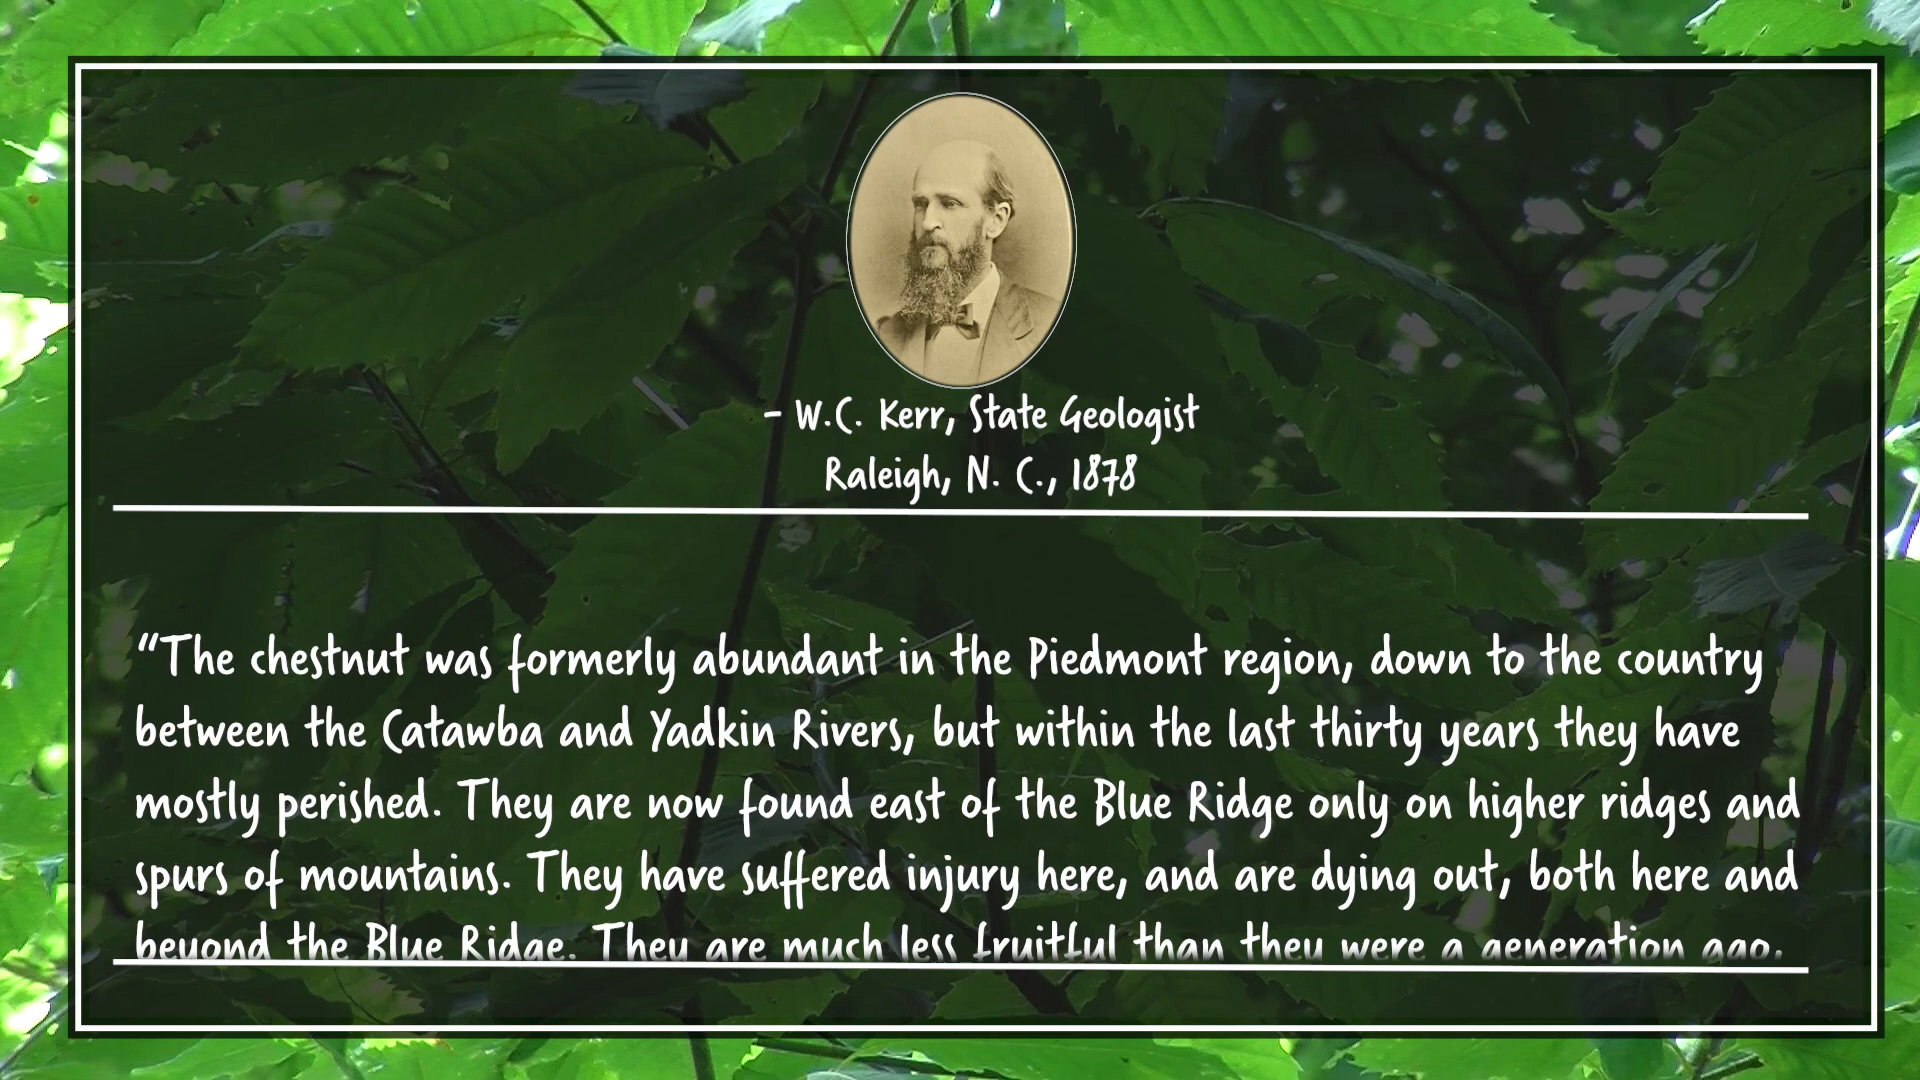 - W.C. Kerr, State Geologist
Raleigh, N. C., 1878
“The chestnut was formerly abundant in the Piedmont region, down to the country
between the Catawba and Yadkin Rivers, but within the last thirty years they have
mostly perished. They are now found east of the Blue Ridge only on higher ridges and
spurs of mountains. They have suffered injury here, and are dying out, both here and
beyond the Blue Ridge. They are much less fruitful than they were a generation ago.